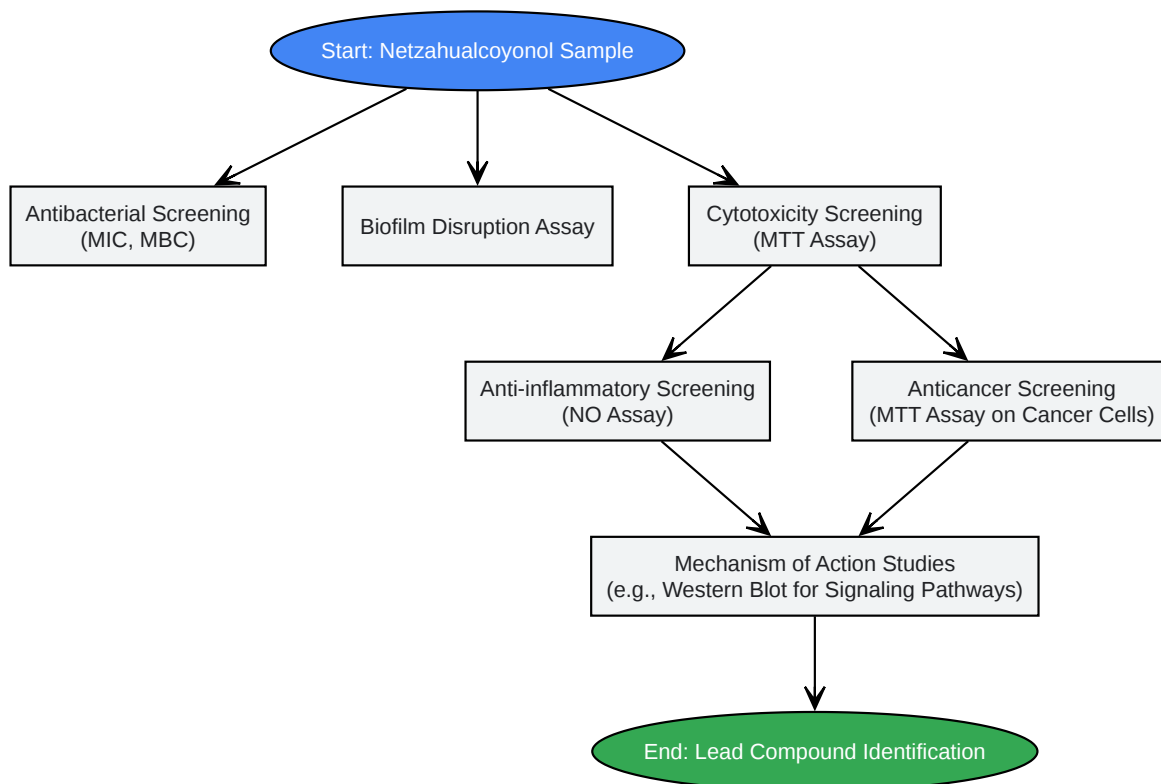 Start: Netzahualcoyonol Sample
Antibacterial Screening
(MIC, MBC)
Biofilm Disruption Assay
Cytotoxicity Screening
(MTT Assay)
Anti-inflammatory Screening
(NO Assay)
Anticancer Screening
(MTT Assay on Cancer Cells)
Mechanism of Action Studies
(e.g., Western Blot for Signaling Pathways)
End: Lead Compound Identification